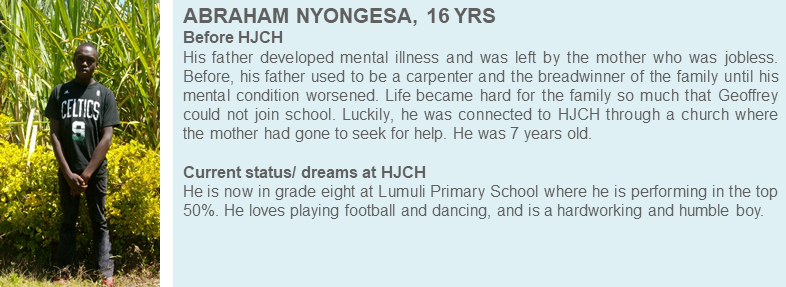 ABRAHAM NYONGESA, 16 YRS
Before HJCH
His father developed mental illness and was left by the mother who was jobless.
Before, his father used to be a carpenter and the breadwinner of the family until his
mental condition worsened. Life became hard for the family so much that Geoffrey
could not join school. Luckily, he was connected to HJCH through a church where
the mother had gone to seek for help. He was 7 years old.
Current status/ dreams at HJCH
He is now in grade eight at Lumuli Primary School where he is performing in the top
50%. He loves playing football and dancing, and is a hardworking and humble boy.
CELTICS